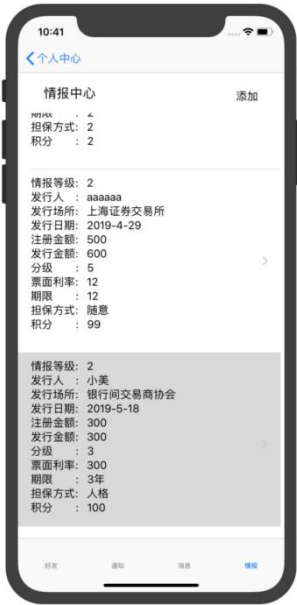 10:41
个人中心
情报中心
添加
期限 : 2
担保方式: 2
积分 : 2
情报等级: 2
发行人 : aaaaaa
发行场所: 上海证券交易所
发行日期: 2019-4-29
注册金额: 500
发行金额: 600
分级 : 5
票面利率: 12
期限 : 12
担保方式: 随意
积分 : 99
情报等级: 2
发行人 : 小美
发行场所: 银行间交易商协会
发行日期: 2019-5-18
注册金额: 300
发行金额: 300
分级 : 3
票面利率: 300
期限 : 3年
担保方式: 人格
积分 : 100
好友
通知
消息
情报